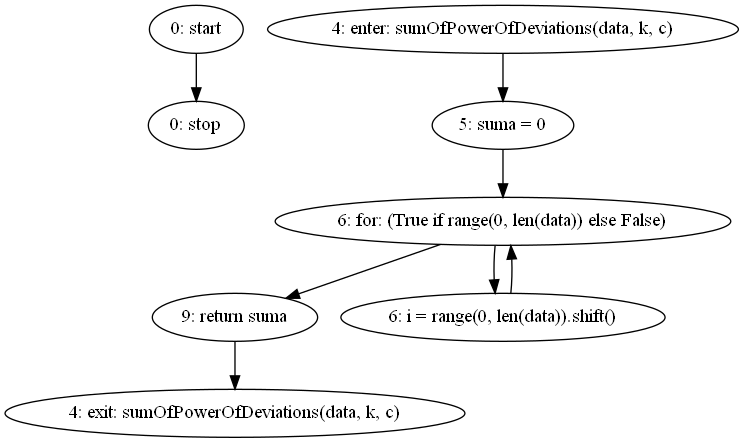 0: start
4: enter: sumOfPowerOfDeviations(data, k, c)
0: stop
5: suma = 0
6: for: (True if range(0, len(data)) else False)
9: return suma
6: i = range(0, len(data)).shift()
4: exit: sumOfPowerOfDeviations(data, k, c)